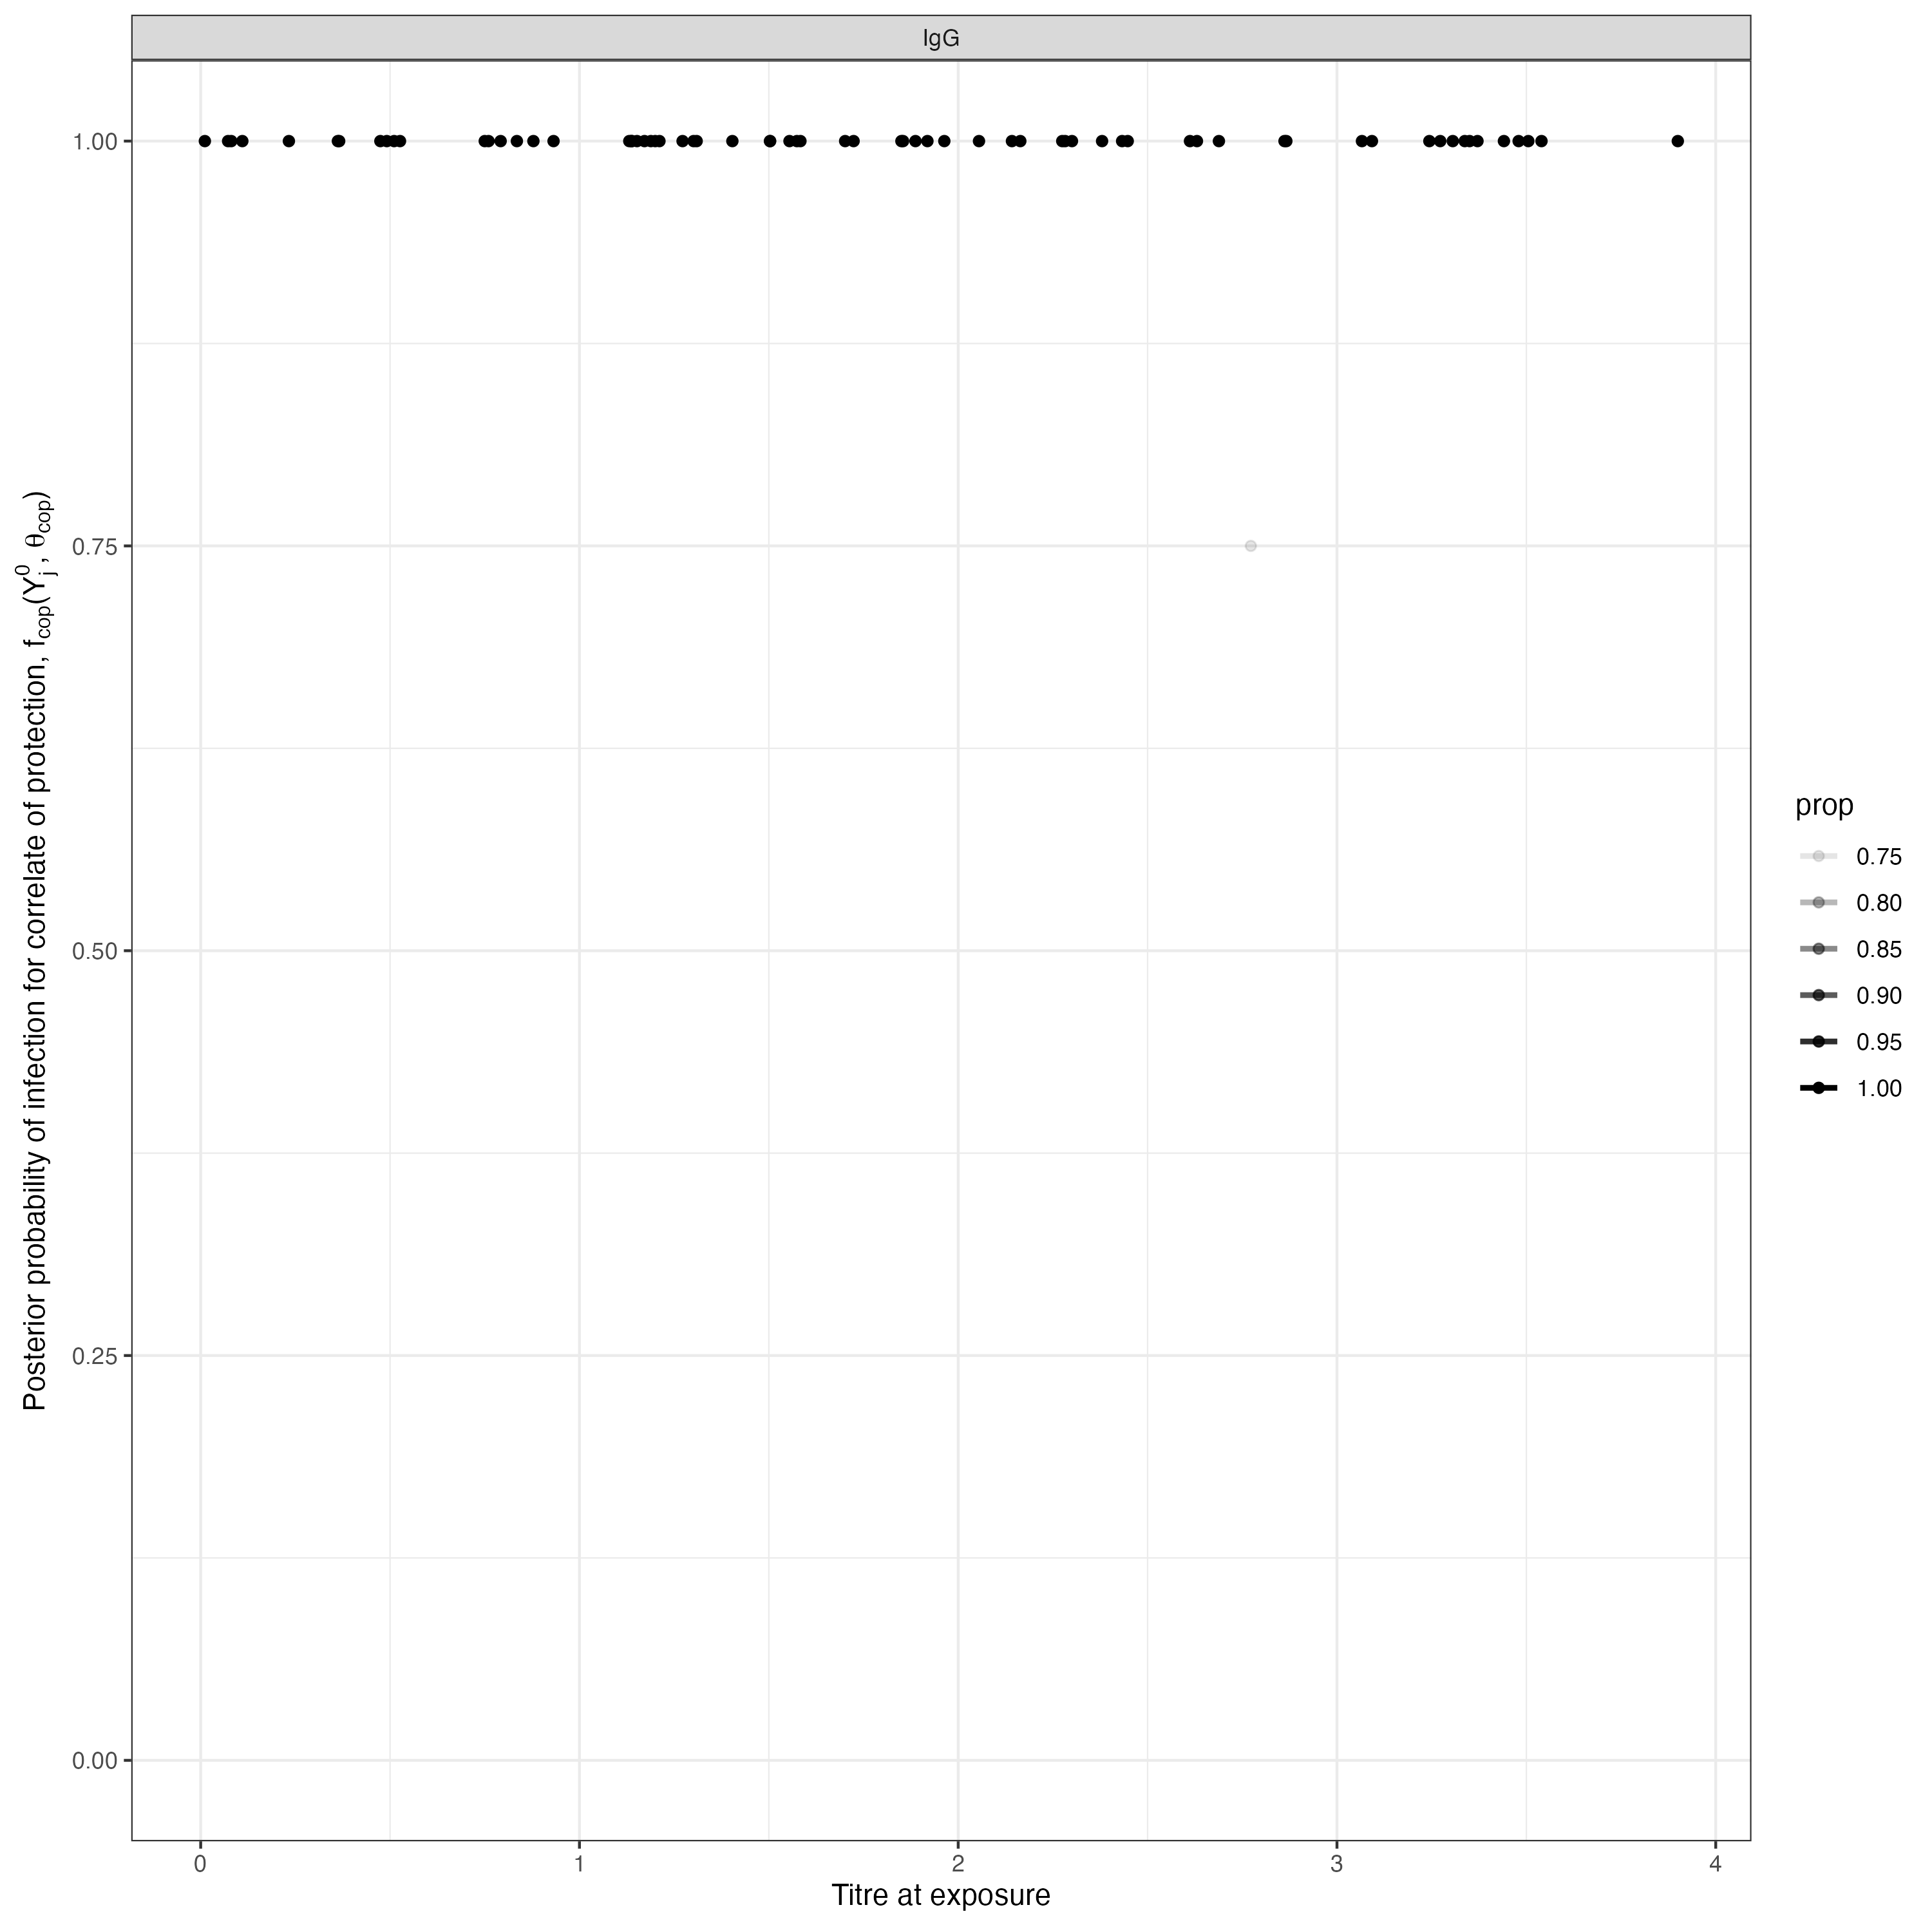 IgG
Posterior probability of infection for correlate of protection, f_cop(Y_j^0, θ_cop)
1.00
0.75
0.50
0.25
0.00
0 1 2 3 4
Titre at exposure
prop
0.75
0.80
0.85
0.90
0.95
1.00